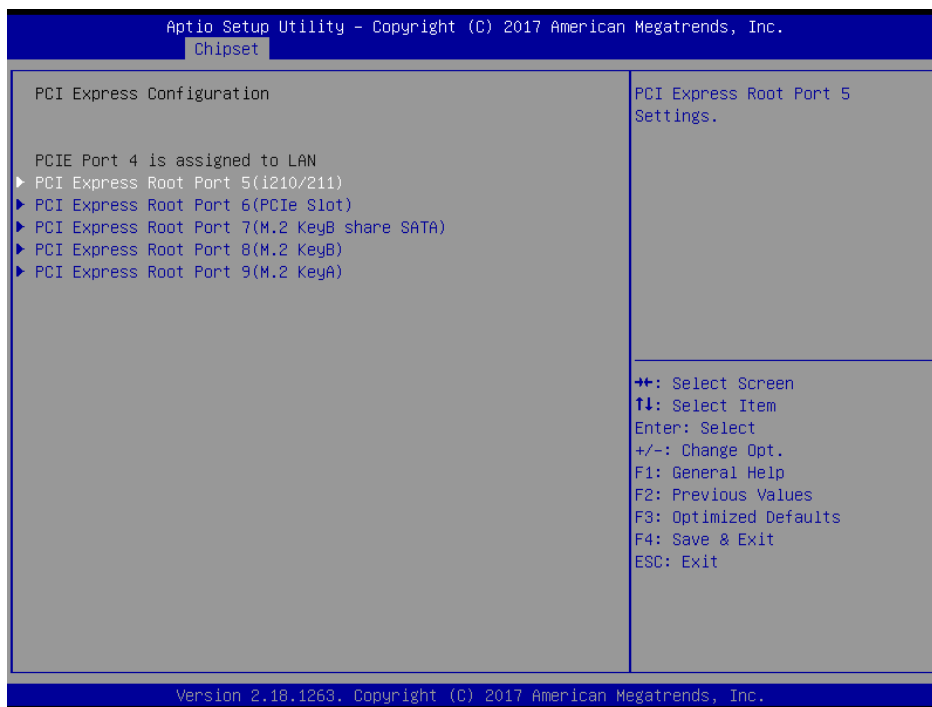 Aptio Setup Utility – Copyright (C) 2017 American Megatrends, Inc.
Chipset
PCI Express Configuration
PCIE Port 4 is assigned to LAN
PCI Express Root Port 5(i210/211)
PCI Express Root Port 6(PCIe Slot)
PCI Express Root Port 7(M.2 KeyB share SATA)
PCI Express Root Port 8(M.2 KeyB)
PCI Express Root Port 9(M.2 KeyA)
PCI Express Root Port 5
Settings.
→←: Select Screen
↑↓: Select Item
Enter: Select
+/-: Change Opt.
F1: General Help
F2: Previous Values
F3: Optimized Defaults
F4: Save & Exit
ESC: Exit
Version 2.18.1263. Copyright (C) 2017 American Megatrends, Inc.